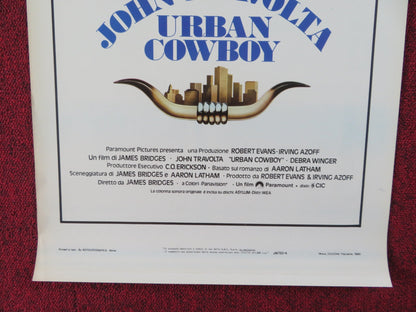 JOHN TRAVOLTA
URBAN
COWBOY
Paramount Pictures presenta una Produzione ROBERT EVANS - IRVING AZOFF
Un film di JAMES BRIDGES · JOHN TRAVOLTA "URBAN COWBOY" · DEBRA WINGER
Produttore Esecutivo C.O. ERICKSON · Basato sul romanzo di AARON LATHAM
Sceneggiatura di JAMES BRIDGES e AARON LATHAM · Prodotto da ROBERT EVANS & IRVING AZOFF
Diretto da JAMES BRIDGES · a Colori Panavision® · Un film Paramount distr. CIC
La colonna sonora originale è incisa su dischi ASYLUM